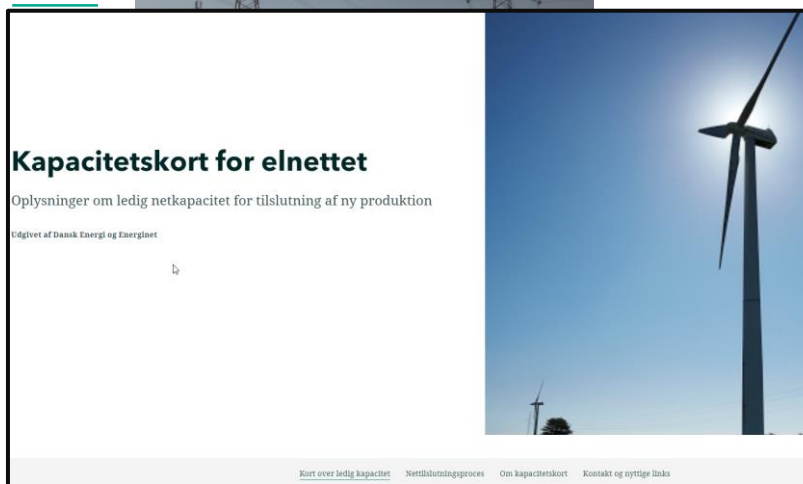 Kapacitetskort for elnettet
Oplysninger om ledig netkapacitet for tilslutning af ny produktion
Udgivet af Dansk Energi og Energinet
Kort over ledig kapacitet Nettilslutningsproces Om kapacitetskort Kontakt og nyttige links